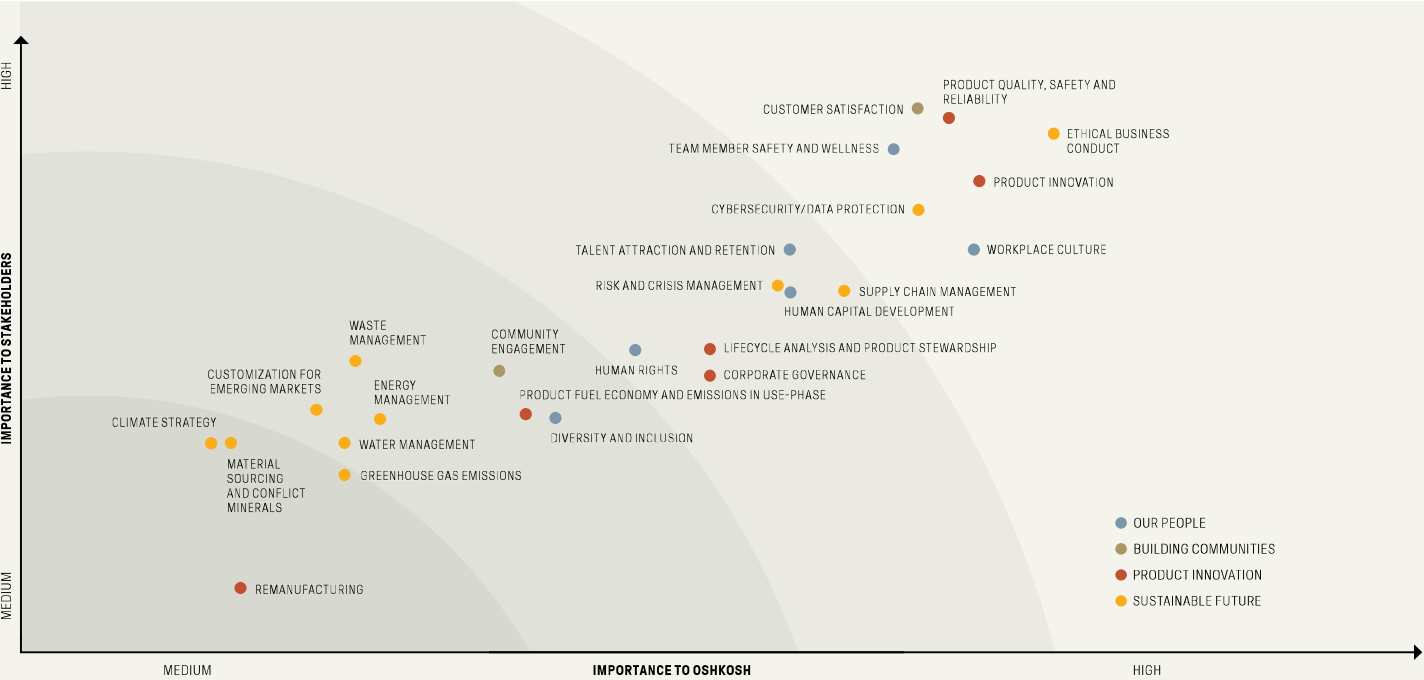 HIGH
PRODUCT QUALITY, SAFETY AND
RELIABILITY
CUSTOMER SATISFACTION
ETHICAL BUSINESS
CONDUCT
TEAM MEMBER SAFETY AND WELLNESS
PRODUCT INNOVATION
CYBERSECURITY/DATA PROTECTION
TALENT ATTRACTION AND RETENTION
WORKPLACE CULTURE
RISK AND CRISIS MANAGEMENT
SUPPLY CHAIN MANAGEMENT
HUMAN CAPITAL DEVELOPMENT
IMPORTANCE TO STAKEHOLDERS
WASTE
MANAGEMENT
COMMUNITY
ENGAGEMENT
LIFECYCLE ANALYSIS AND PRODUCT STEWARDSHIP
HUMAN RIGHTS
CORPORATE GOVERNANCE
CUSTOMIZATION FOR
EMERGING MARKETS
ENERGY
MANAGEMENT
PRODUCT FUEL ECONOMY AND EMISSIONS IN USE-PHASE
CLIMATE STRATEGY
DIVERSITY AND INCLUSION
WATER MANAGEMENT
MATERIAL
SOURCING
AND CONFLICT
MINERALS
GREENHOUSE GAS EMISSIONS
OUR PEOPLE
BUILDING COMMUNITIES
PRODUCT INNOVATION
SUSTAINABLE FUTURE
REMANUFACTURING
MEDIUM
MEDIUM
IMPORTANCE TO OSHKOSH
HIGH